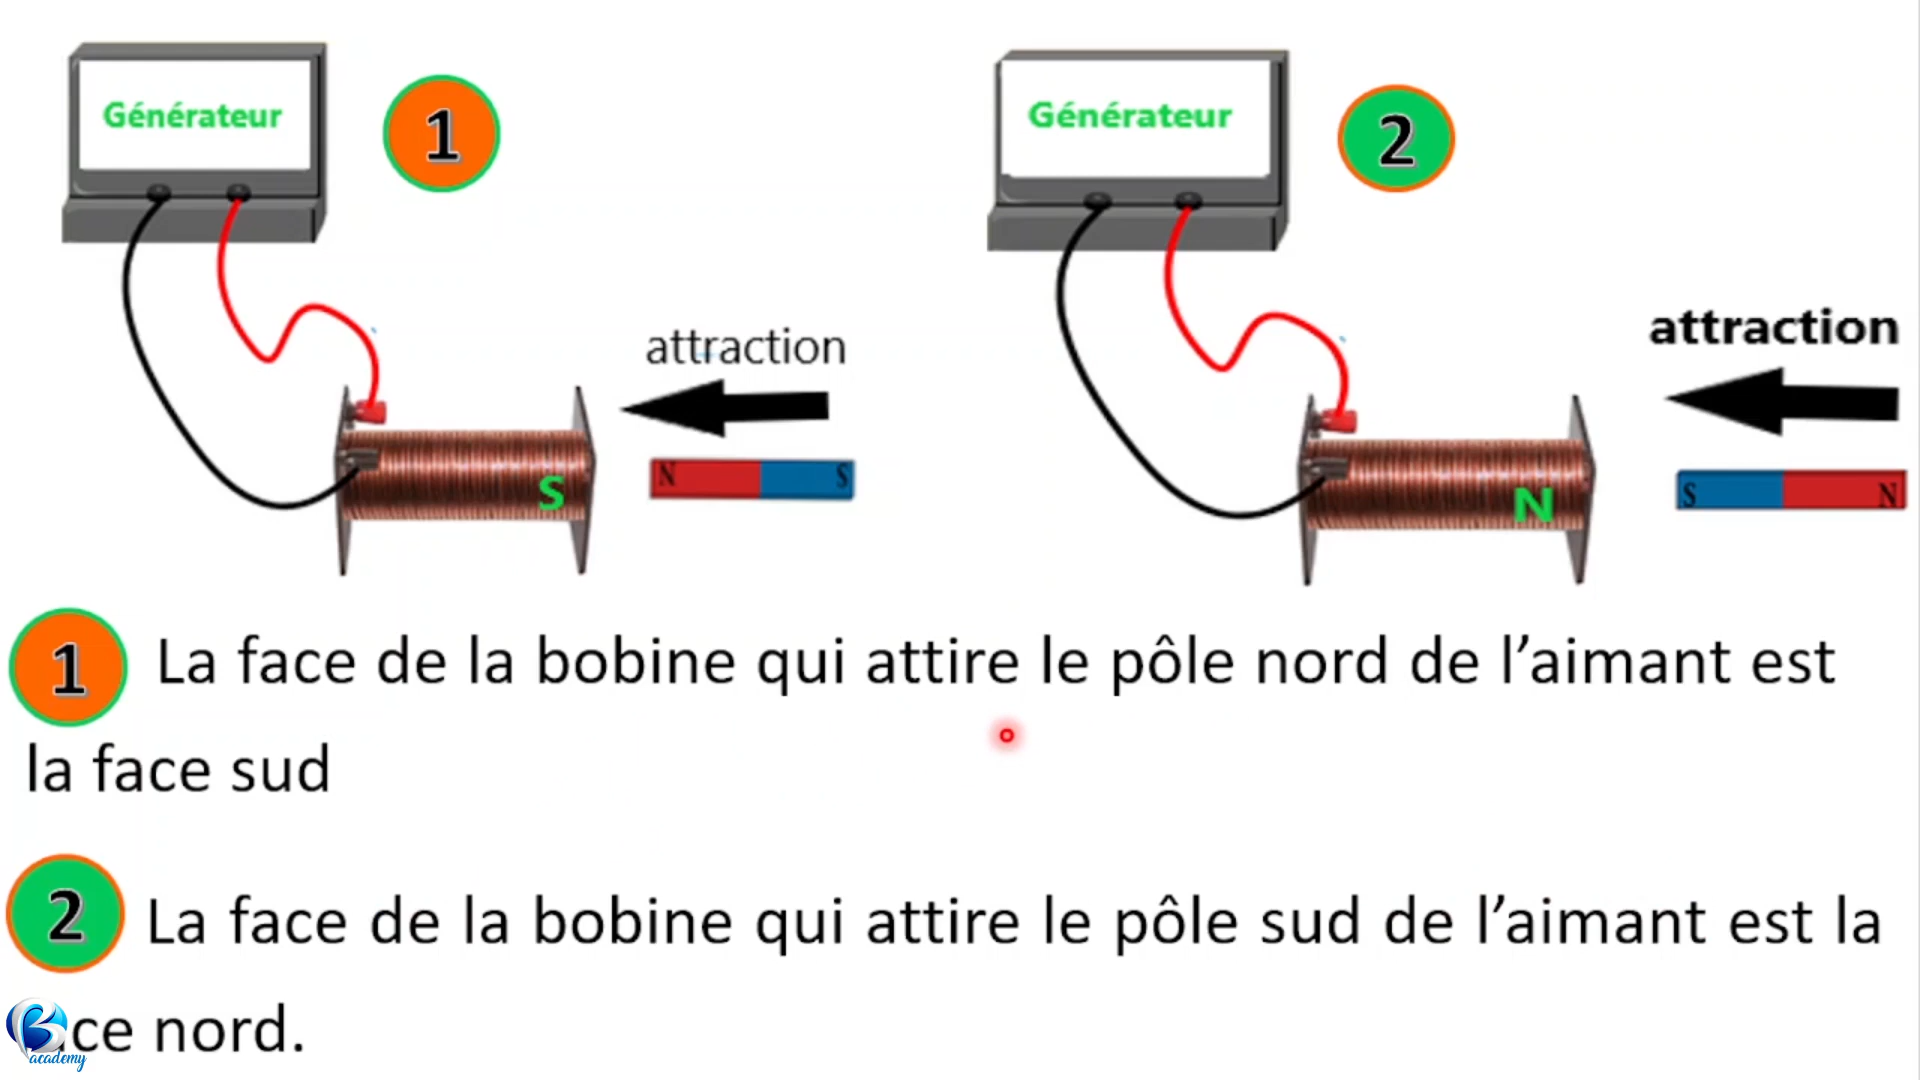 Générateur
1
Générateur
2
attraction
attraction
N S
S N
S
N
1 La face de la bobine qui attire le pôle nord de l’aimant est
la face sud
2 La face de la bobine qui attire le pôle sud de l’aimant est la
ce nord.
academy